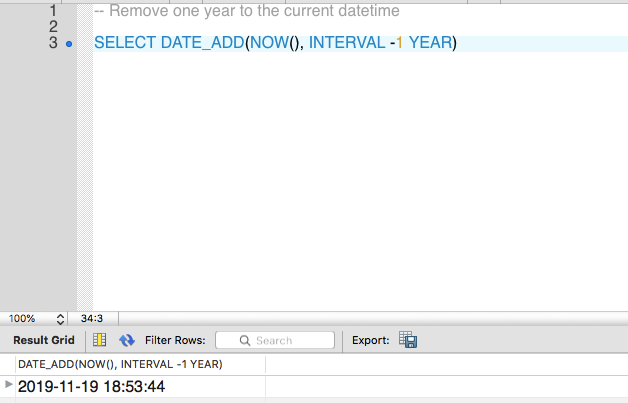 1 -- Remove one year to the current datetime
2
3 SELECT DATE_ADD(NOW(), INTERVAL -1 YEAR)
100% 34:3
Result Grid Filter Rows: Search Export:
DATE_ADD(NOW(), INTERVAL -1 YEAR)
2019-11-19 18:53:44